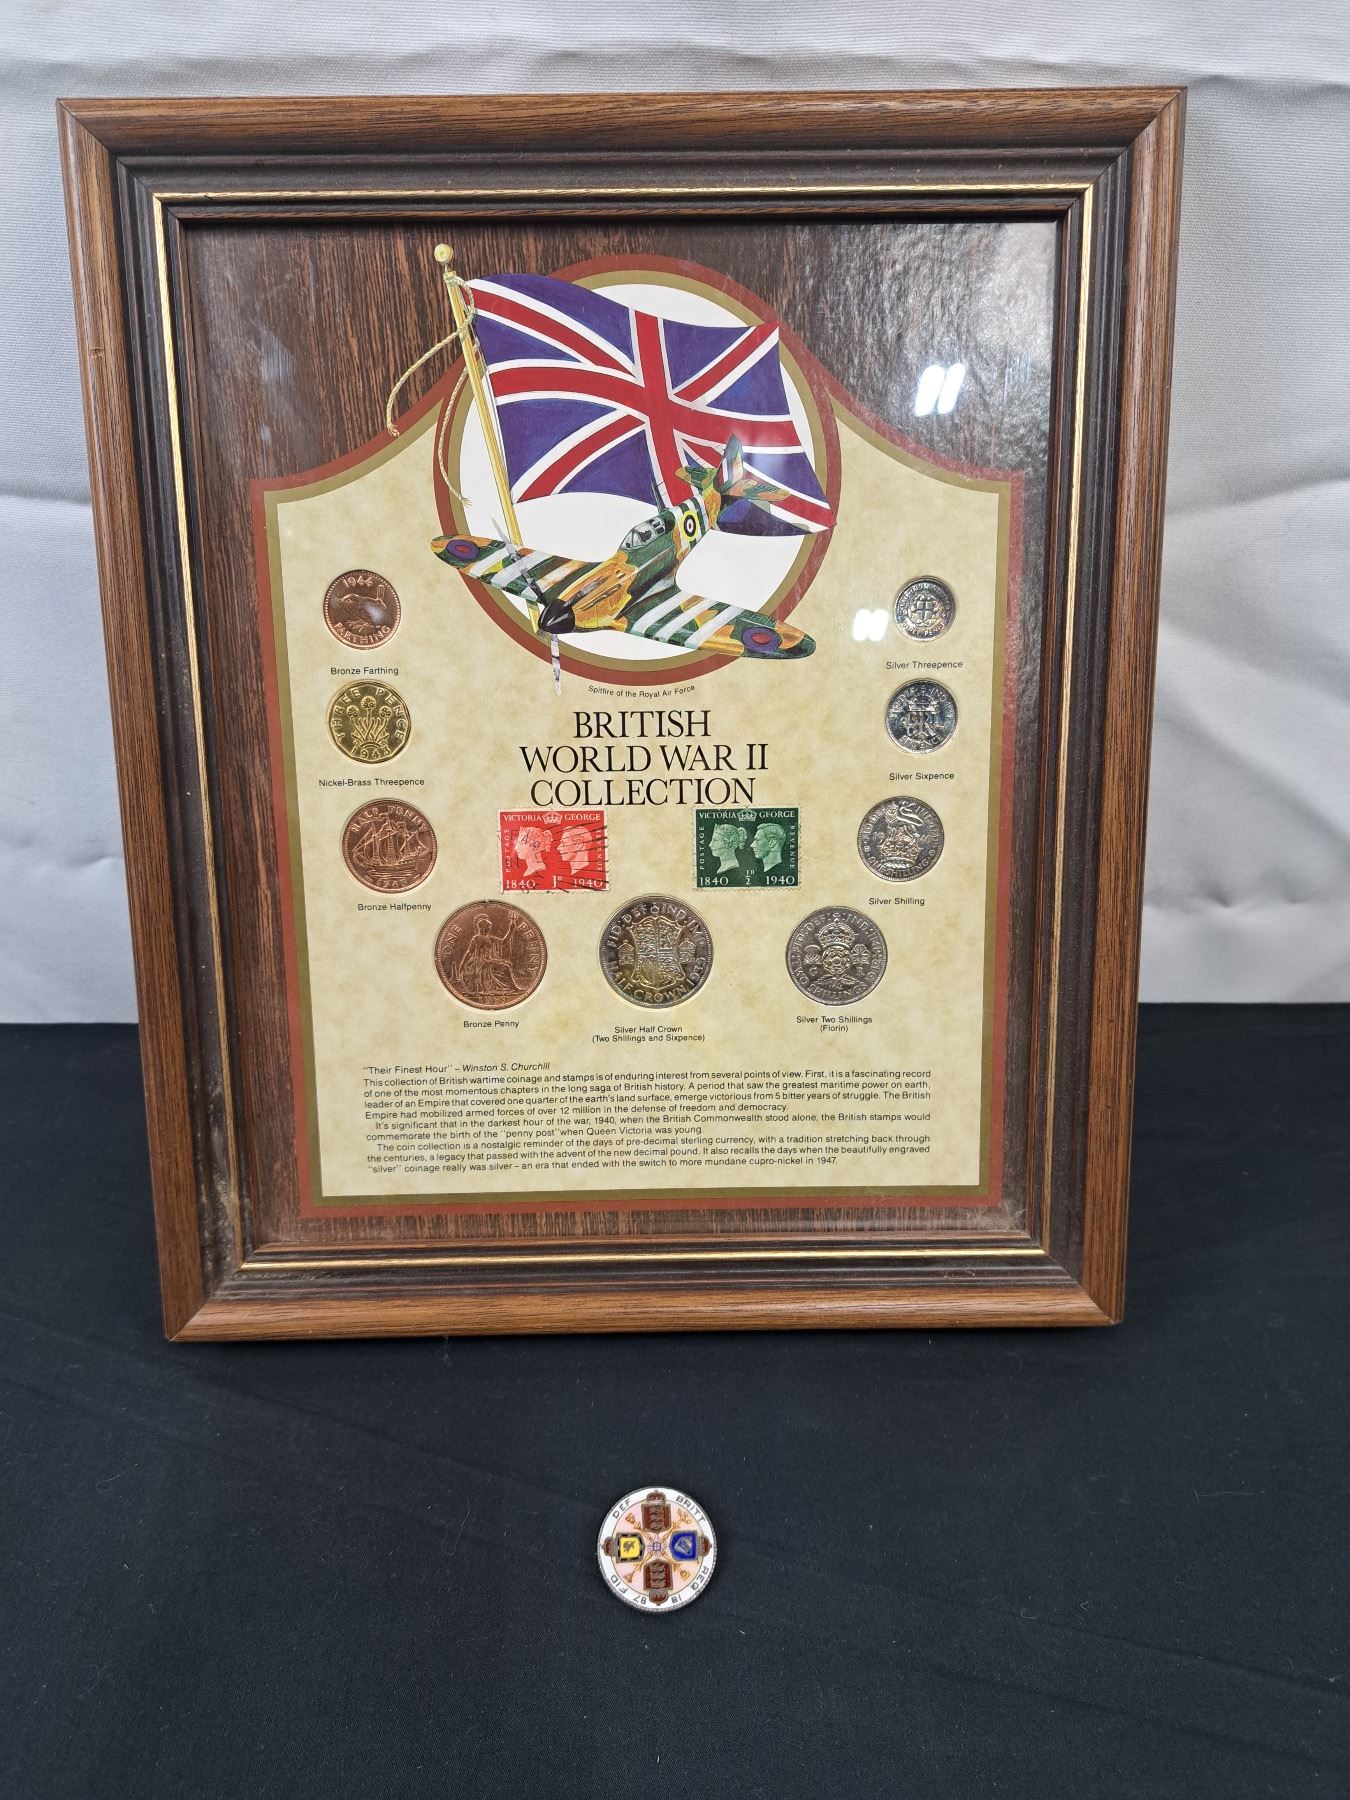 1944
FARTHING
Bronze Farthing
THREE PENCE
1943
Nickel-Brass Threepence
HALF PENNY
Bronze Halfpenny
Silver Threepence
Silver Sixpence
ONE SHILLING
Silver Shilling
Spitfire of the Royal Air Force
BRITISH
WORLD WAR II
COLLECTION
VICTORIA GEORGE
POSTAGE
REVENUE
1840 1D 1940
VICTORIA GEORGE
POSTAGE
REVENUE
1840 ½D 1940
ONE PENNY
Bronze Penny
HALF CROWN
Silver Half Crown
(Two Shillings and Sixpence)
TWO SHILLINGS
Silver Two Shillings
(Florin)
"Their Finest Hour" – Winston S. Churchill
This collection of British wartime coinage and stamps is of enduring interest from several points of view. First, it is a fascinating record
of one of the most momentous chapters in the long saga of British history. A period that saw the greatest maritime power on earth,
leader of an Empire that covered one quarter of the earth's land surface, emerge victorious from 5 bitter years of struggle. The British
Empire had mobilized armed forces of over 12 million in the defense of freedom and democracy.
It's significant that in the darkest hour of the war, 1940, when the British Commonwealth stood alone, the British stamps would
commemorate the birth of the "penny post" when Queen Victoria was young.
The coin collection is a nostalgic reminder of the days of pre-decimal sterling currency, with a tradition stretching back through
the centuries, a legacy that passed with the advent of the new decimal pound. It also recalls the days when the beautifully engraved
"silver" coinage really was silver – an era that ended with the switch to more mundane cupro-nickel in 1947.
BRITT
REG 18
87 FID
DEF